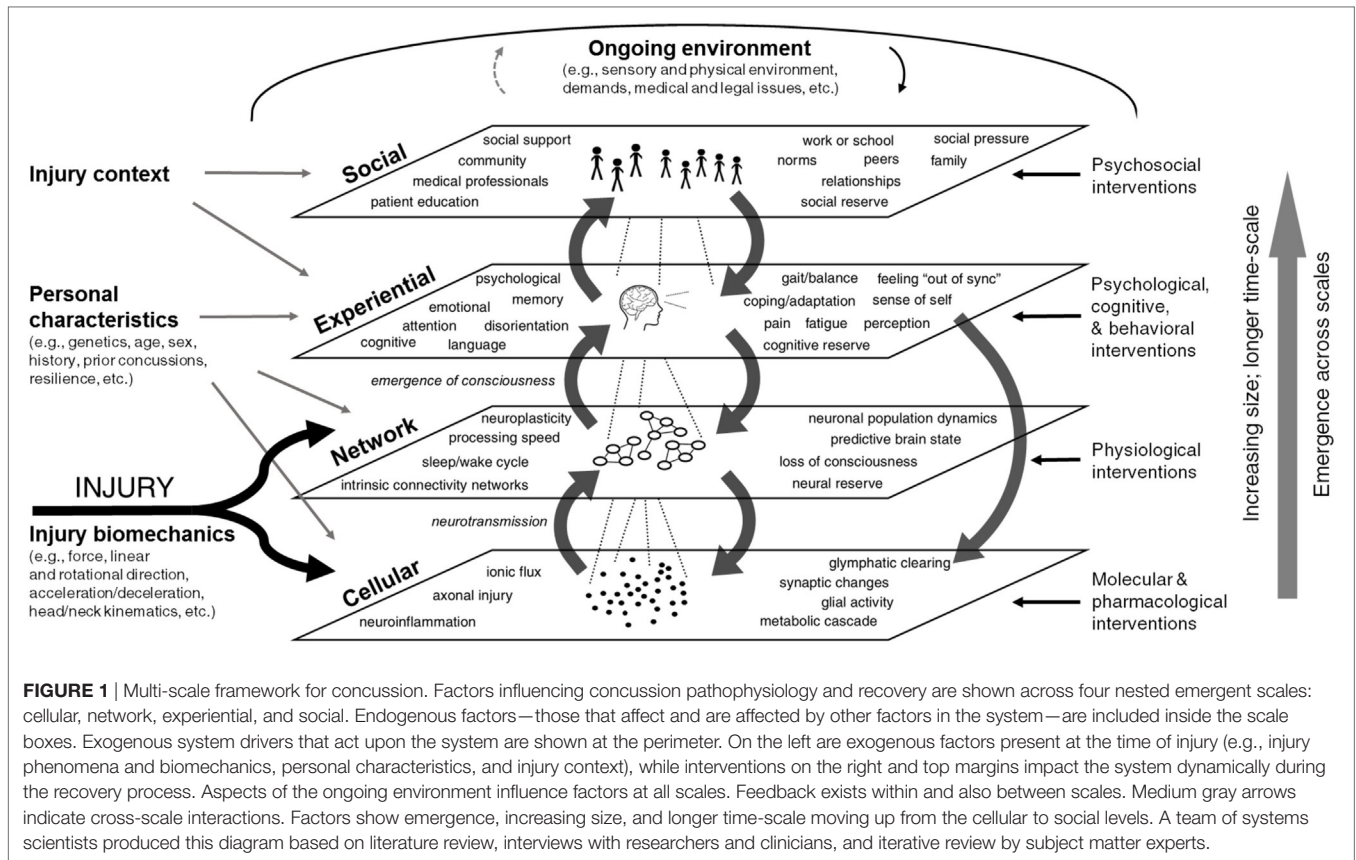 Ongoing environment
(e.g., sensory and physical environment,
demands, medical and legal issues, etc.)
Injury context
Social
social support
community
medical professionals
patient education
work or school
social pressure
norms
peers
family
relationships
social reserve
Psychosocial
interventions
Personal
characteristics
(e.g., genetics, age, sex,
history, prior concussions,
resilience, etc.)
Experiential
psychological
memory
emotional
attention
disorientation
cognitive
language
gait/balance
feeling “out of sync”
coping/adaptation
sense of self
pain
fatigue
perception
cognitive reserve
Psychological,
cognitive,
& behavioral
interventions
emergence of consciousness
Network
neuroplasticity
processing speed
sleep/wake cycle
intrinsic connectivity networks
neuronal population dynamics
predictive brain state
loss of consciousness
neural reserve
Physiological
interventions
INJURY
Injury biomechanics
(e.g., force, linear
and rotational direction,
acceleration/deceleration,
head/neck kinematics, etc.)
neurotransmission
Cellular
ionic flux
axonal injury
neuroinflammation
glymphatic clearing
synaptic changes
glial activity
metabolic cascade
Molecular &
pharmacological
interventions
Increasing size; longer time-scale
Emergence across scales
FIGURE 1 | Multi-scale framework for concussion. Factors influencing concussion pathophysiology and recovery are shown across four nested emergent scales:
cellular, network, experiential, and social. Endogenous factors—those that affect and are affected by other factors in the system—are included inside the scale
boxes. Exogenous system drivers that act upon the system are shown at the perimeter. On the left are exogenous factors present at the time of injury (e.g., injury
phenomena and biomechanics, personal characteristics, and injury context), while interventions on the right and top margins impact the system dynamically during
the recovery process. Aspects of the ongoing environment influence factors at all scales. Feedback exists within and also between scales. Medium gray arrows
indicate cross-scale interactions. Factors show emergence, increasing size, and longer time-scale moving up from the cellular to social levels. A team of systems
scientists produced this diagram based on literature review, interviews with researchers and clinicians, and iterative review by subject matter experts.